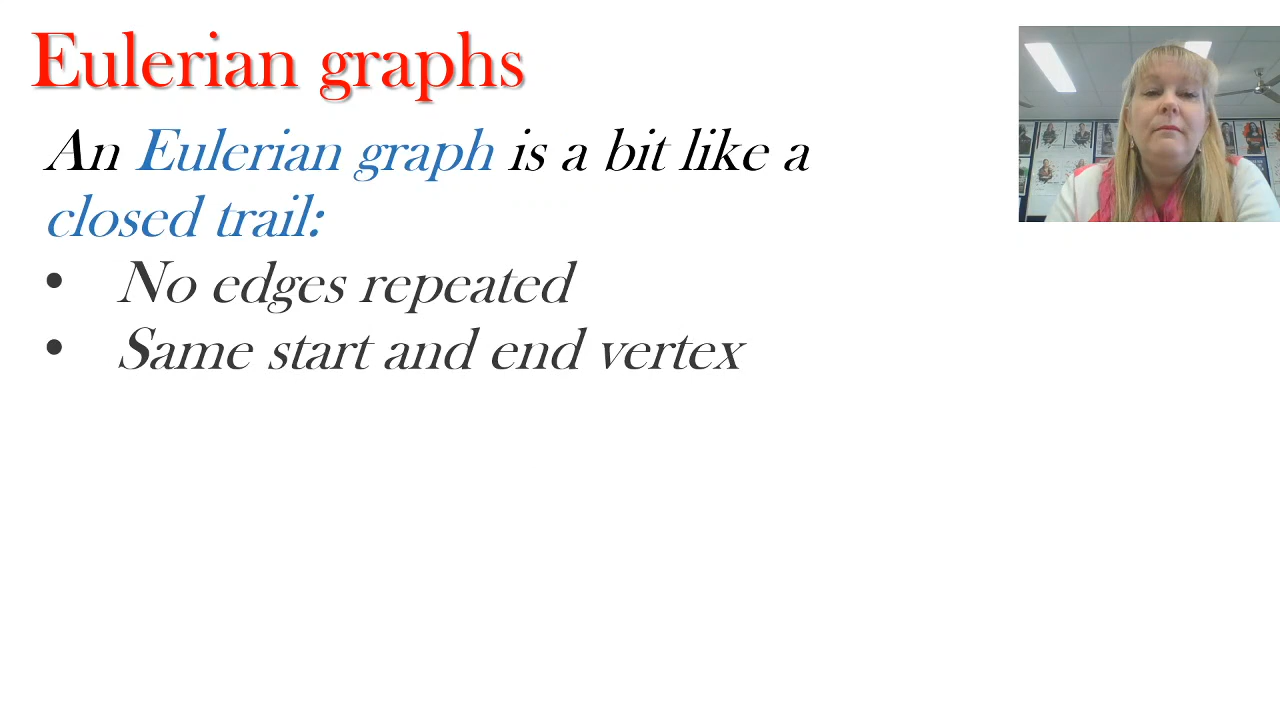 Eulerian graphs
An Eulerian graph is a bit like a
closed trail:
• No edges repeated
• Same start and end vertex